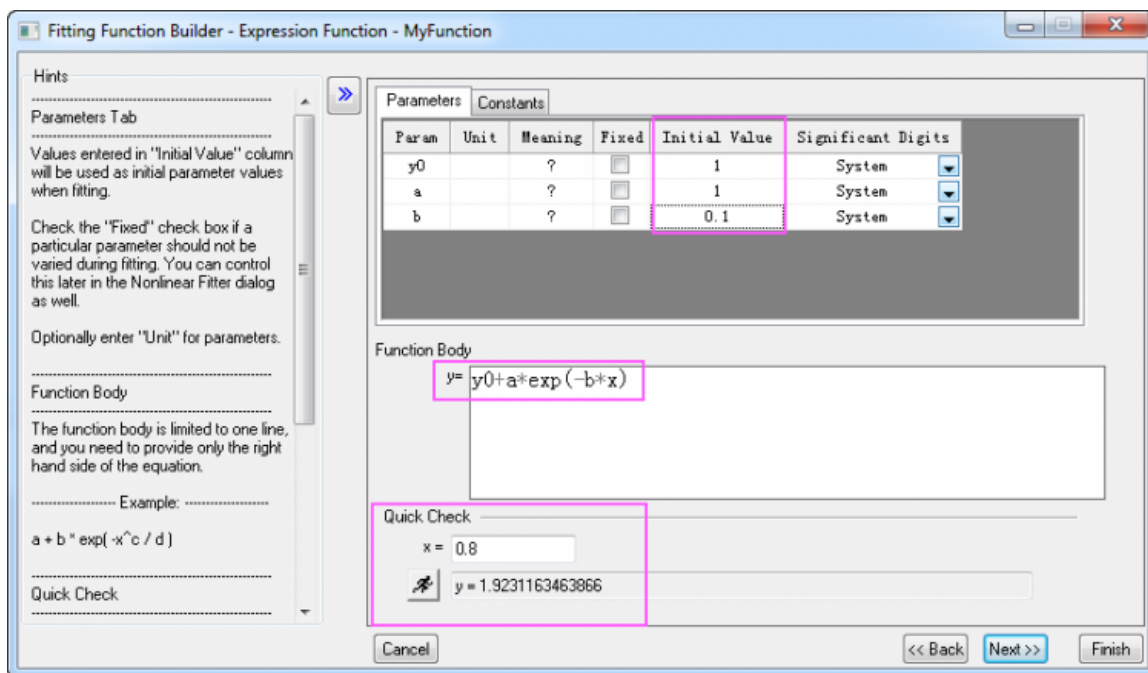 Fitting Function Builder - Expression Function - MyFunction
Hints
Parameters Tab
Values entered in "Initial Value" column
will be used as initial parameter values
when fitting.
Check the "Fixed" check box if a
particular parameter should not be
varied during fitting. You can control
this later in the Nonlinear Fitter dialog
as well.
Optionally enter "Unit" for parameters.
Function Body
The function body is limited to one line,
and you need to provide only the right
hand side of the equation.
-------------------- Example: --------------------
a + b * exp( -x^c / d )
Quick Check
Parameters Constants
Param Unit Meaning Fixed Initial Value Significant Digits
y0 ? 1 System
a ? 1 System
b ? 0.1 System
Function Body
y= y0+a*exp(-b*x)
Quick Check
x = 0.8
y = 1.9231163463866
Cancel << Back Next >> Finish